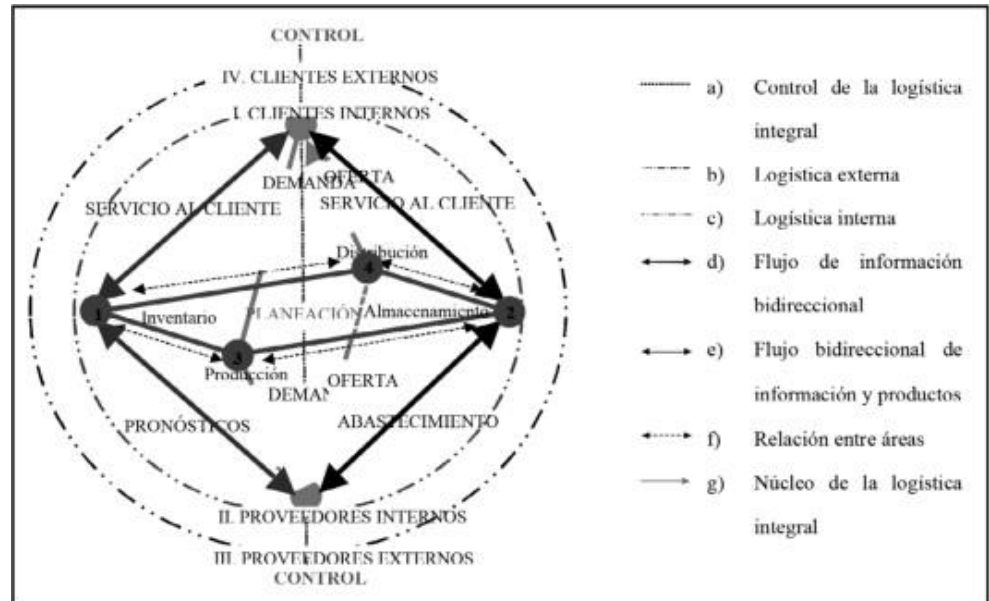 CONTROL
IV. CLIENTES EXTERNOS
I. CLIENTES INTERNOS
DEMANDA
OFERTA
SERVICIO AL CLIENTE
SERVICIO AL CLIENTE
Distribución
4
1
Inventario
PLANEACIÓN
Almacenamiento
2
3
Producción
OFERTA
DEMAN
PRONÓSTICOS
ABASTECIMIENTO
II. PROVEEDORES INTERNOS
III. PROVEEDORES EXTERNOS
CONTROL
a) Control de la logística
integral
b) Logística externa
c) Logística interna
d) Flujo de información
bidireccional
e) Flujo bidireccional de
información y productos
f) Relación entre áreas
g) Núcleo de la logística
integral